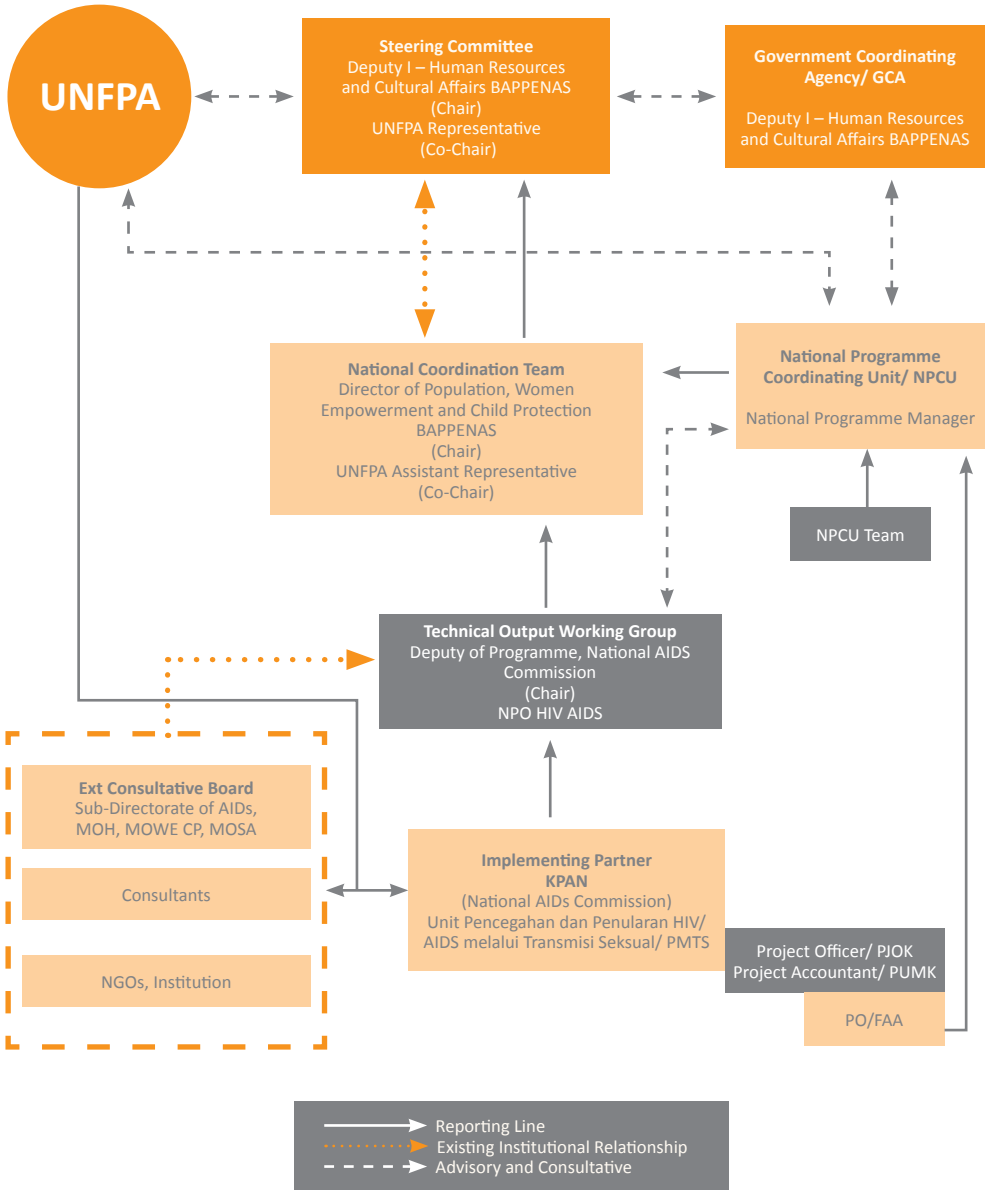 UNFPA
Steering Committee
Deputy I – Human Resources
and Cultural Affairs BAPPENAS
(Chair)
UNFPA Representative
(Co-Chair)
Government Coordinating
Agency/ GCA
Deputy I – Human Resources
and Cultural Affairs BAPPENAS
National Coordination Team
Director of Population, Women
Empowerment and Child Protection
BAPPENAS
(Chair)
UNFPA Assistant Representative
(Co-Chair)
National Programme
Coordinating Unit/ NPCU
National Programme Manager
NPCU Team
Technical Output Working Group
Deputy of Programme, National AIDS
Commission
(Chair)
NPO HIV AIDS
Ext Consultative Board
Sub-Directorate of AIDs,
MOH, MOWE CP, MOSA
Consultants
NGOs, Institution
Implementing Partner
KPAN
(National AIDs Commission)
Unit Pencegahan dan Penularan HIV/
AIDS melalui Transmisi Seksual/ PMTS
Project Officer/ PJOK
Project Accountant/ PUMK
PO/FAA
Reporting Line
Existing Institutional Relationship
Advisory and Consultative